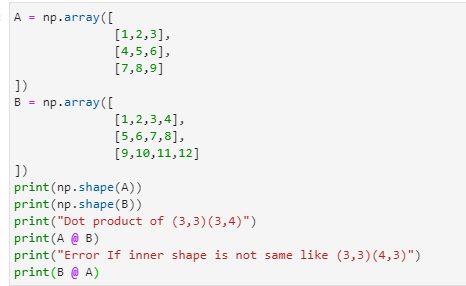 A = np.array([
[1,2,3],
[4,5,6],
[7,8,9]
])
B = np.array([
[1,2,3,4],
[5,6,7,8],
[9,10,11,12]
])
print(np.shape(A))
print(np.shape(B))
print("Dot product of (3,3)(3,4)")
print(A @ B)
print("Error If inner shape is not same like (3,3)(4,3)")
print(B @ A)